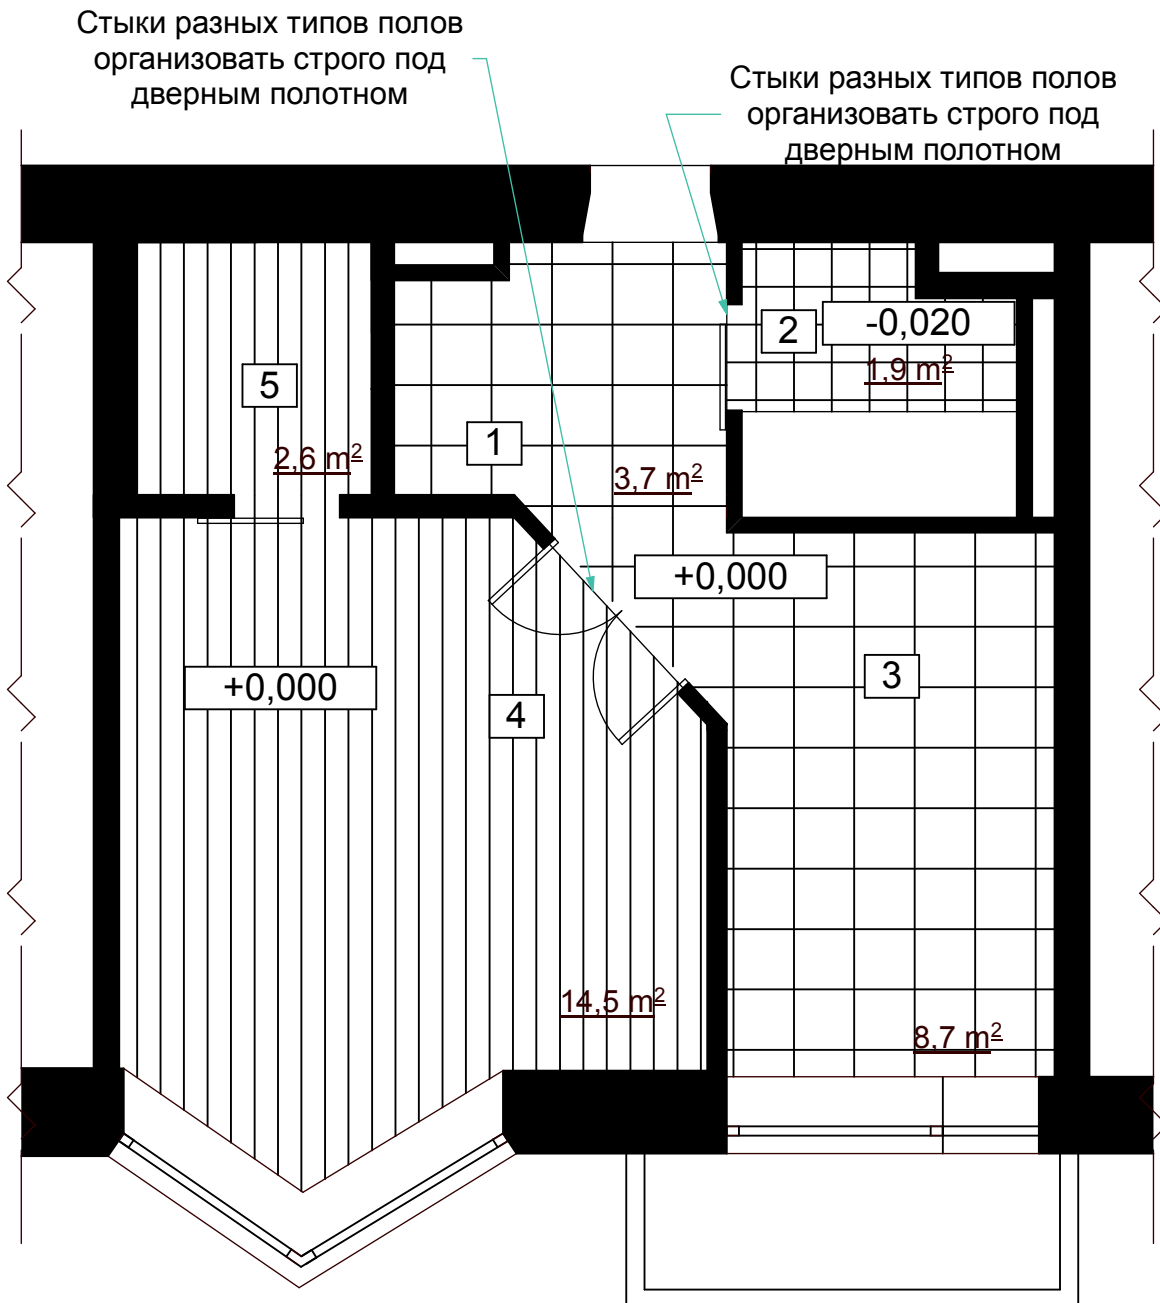 Стыки разных типов полов
организовать строго под
дверным полотном
Стыки разных типов полов
организовать строго под
дверным полотном
2
-0,020
1,9 m²
5
2,6 m²
1
3,7 m²
+0,000
+0,000
3
4
14,5 m²
8,7 m²